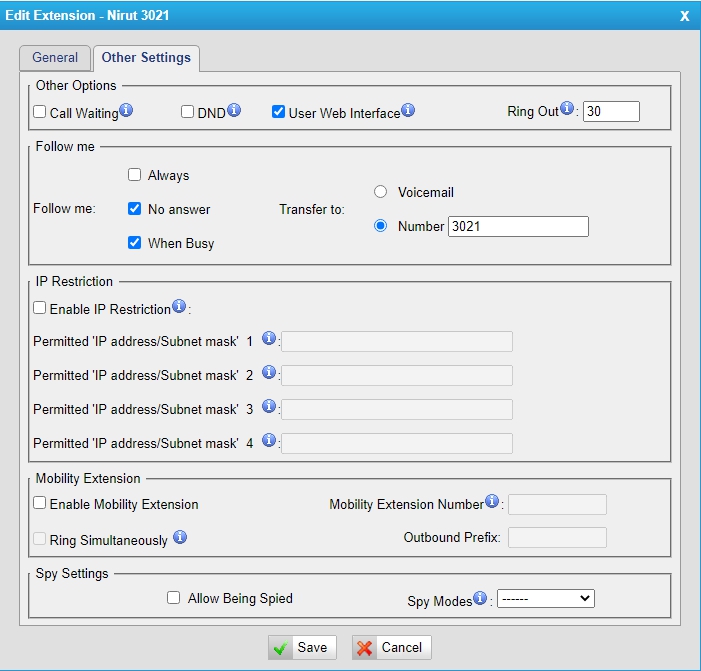 Edit Extension - Nirut 3021 X
General Other Settings
Other Options
Call Waiting DND User Web Interface Ring Out : 30
Follow me
Always
Voicemail
Follow me: No answer Transfer to:
Number 3021
When Busy
IP Restriction
Enable IP Restriction :
Permitted 'IP address/Subnet mask' 1 :
Permitted 'IP address/Subnet mask' 2 :
Permitted 'IP address/Subnet mask' 3 :
Permitted 'IP address/Subnet mask' 4 :
Mobility Extension
Enable Mobility Extension Mobility Extension Number :
Ring Simultaneously Outbound Prefix:
Spy Settings
Allow Being Spied Spy Modes : ------
Save Cancel